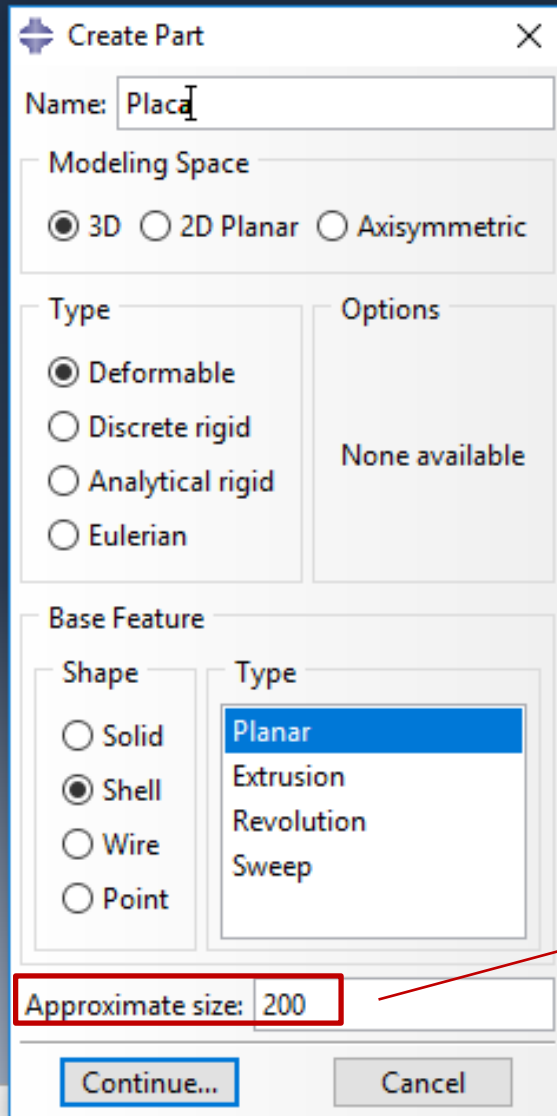 Create Part
Name: Placa
Modeling Space
3D 2D Planar Axisymmetric
Type
Deformable
Discrete rigid
Analytical rigid
Eulerian
Options
None available
Base Feature
Shape
Solid
Shell
Wire
Point
Type
Planar
Extrusion
Revolution
Sweep
Approximate size: 200
Continue... Cancel